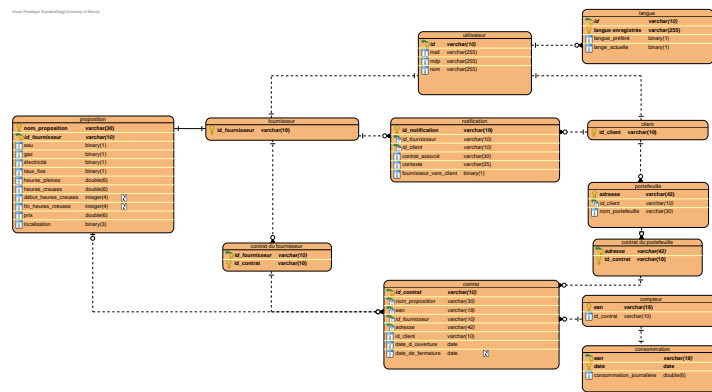 Visual Paradigm Standard(log(University of Mons))
langue
id varchar(10)
langue enregistrée varchar(255)
langue_préféré binary(1)
lange_actuelle binary(1)
utilisateur
id varchar(10)
mail varchar(255)
mdp varchar(255)
nom varchar(255)
proposition
nom_proposition varchar(30)
id_fournisseur varchar(10)
eau binary(1)
gaz binary(1)
électricité binary(1)
taux_fixe binary(1)
heures_pleines double(6)
heures_creuses double(6)
début_heures_creuses integer(4) N
fin_heures_creuses integer(4) N
prix double(6)
localisation binary(3)
fournisseur
id_fournisseur varchar(10)
notification
id_notification varchar(10)
id_fournisseur varchar(10)
id_client varchar(10)
contrat_associé varchar(30)
contexte varchar(25)
fournisseur_vers_client binary(1)
client
id_client varchar(10)
portefeuille
adresse varchar(42)
id_client varchar(10)
nom_portefeuille varchar(30)
contrat du fournisseur
id_fournisseur varchar(10)
id_contrat varchar(10)
contrat du portefeuille
adresse varchar(42)
id_contrat varchar(10)
contrat
id_contrat varchar(10)
nom_proposition varchar(30)
ean varchar(18)
id_fournisseur varchar(10)
adresse varchar(42)
id_client varchar(10)
date_d_ouverture date
date_de_fermeture date N
compteur
ean varchar(18)
id_contrat varchar(10)
consommation
ean varchar(18)
date date
consommation_journaliere double(6)